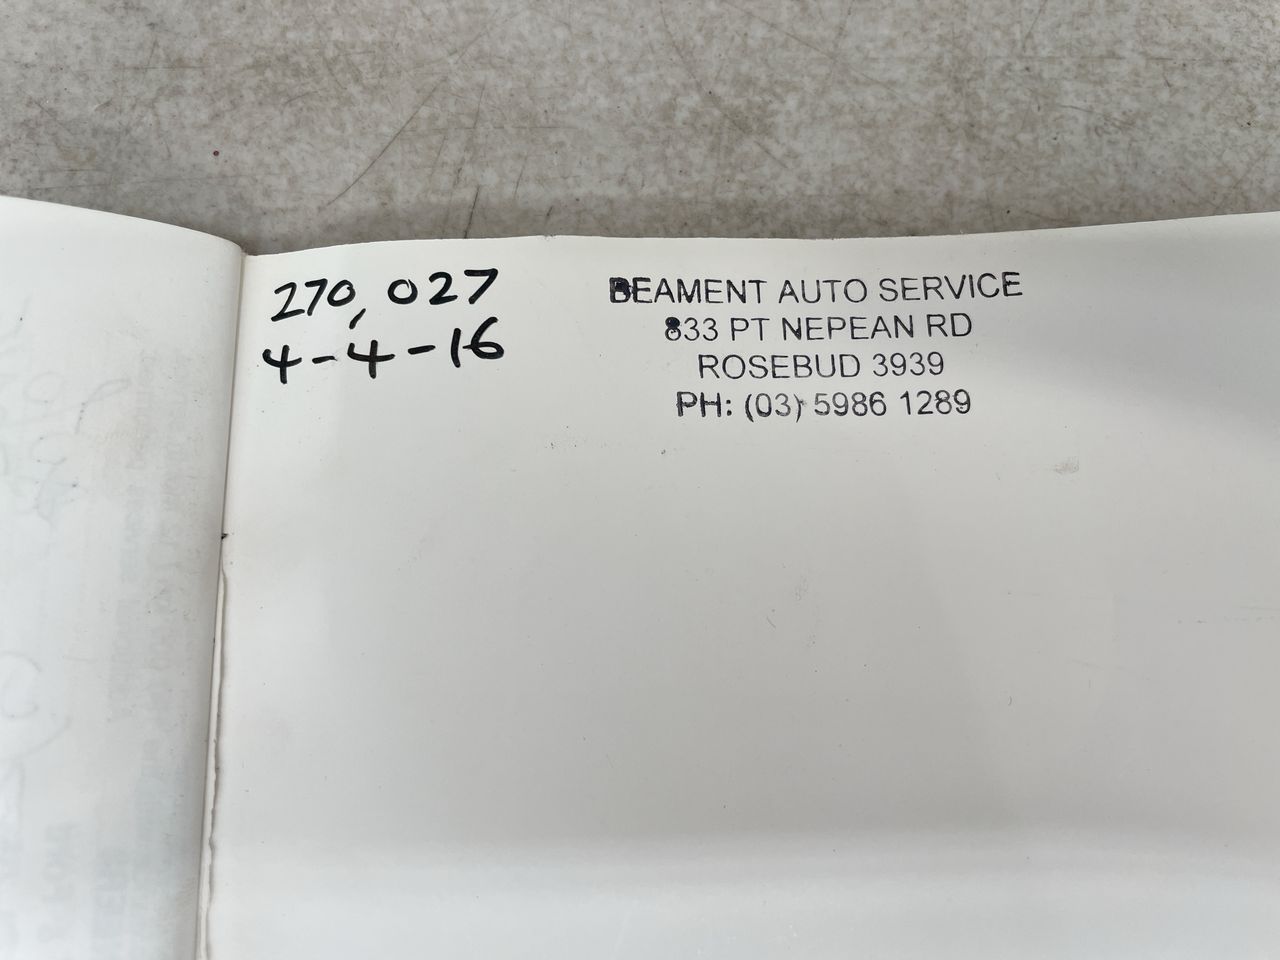 270,027
4-4-16
BEAMENT AUTO SERVICE
833 PT NEPEAN RD
ROSEBUD 3939
PH: (03) 5986 1289